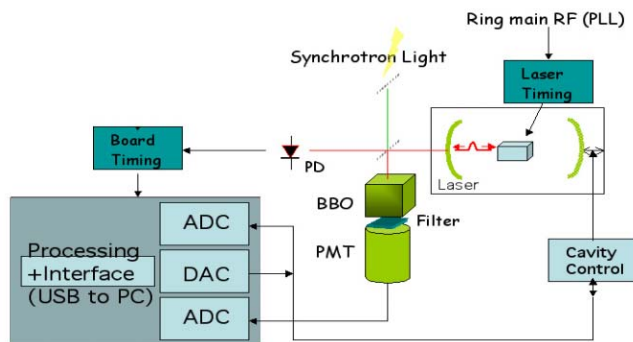 Ring main RF (PLL)
Synchrotron Light
Laser
Timing
Board
Timing
PD
Laser
BBO
Filter
PMT
ADC
Processing
+Interface
(USB to PC)
DAC
ADC
Cavity
Control